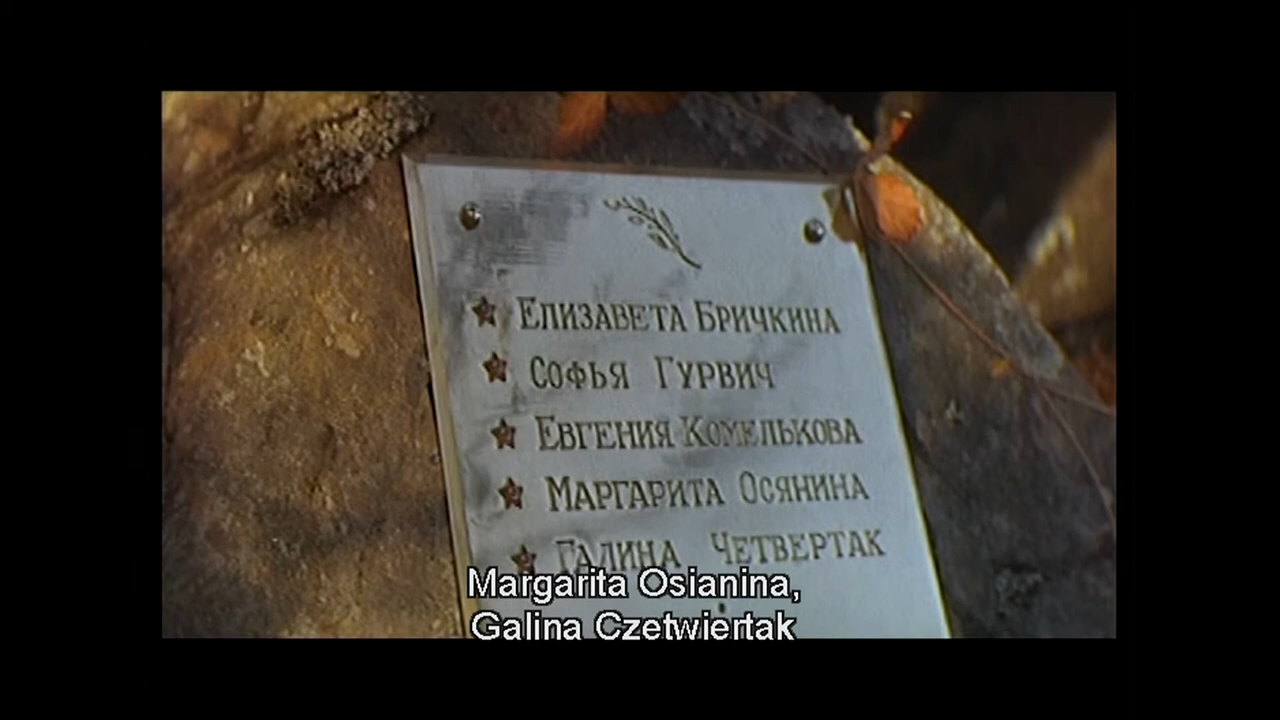 Елизавета Бричкина
Софья Гурвич
Евгения Комелькова
Маргарита Осянина
Галина Четвертак
Margarita Osianina,
Galina Czetwiertak